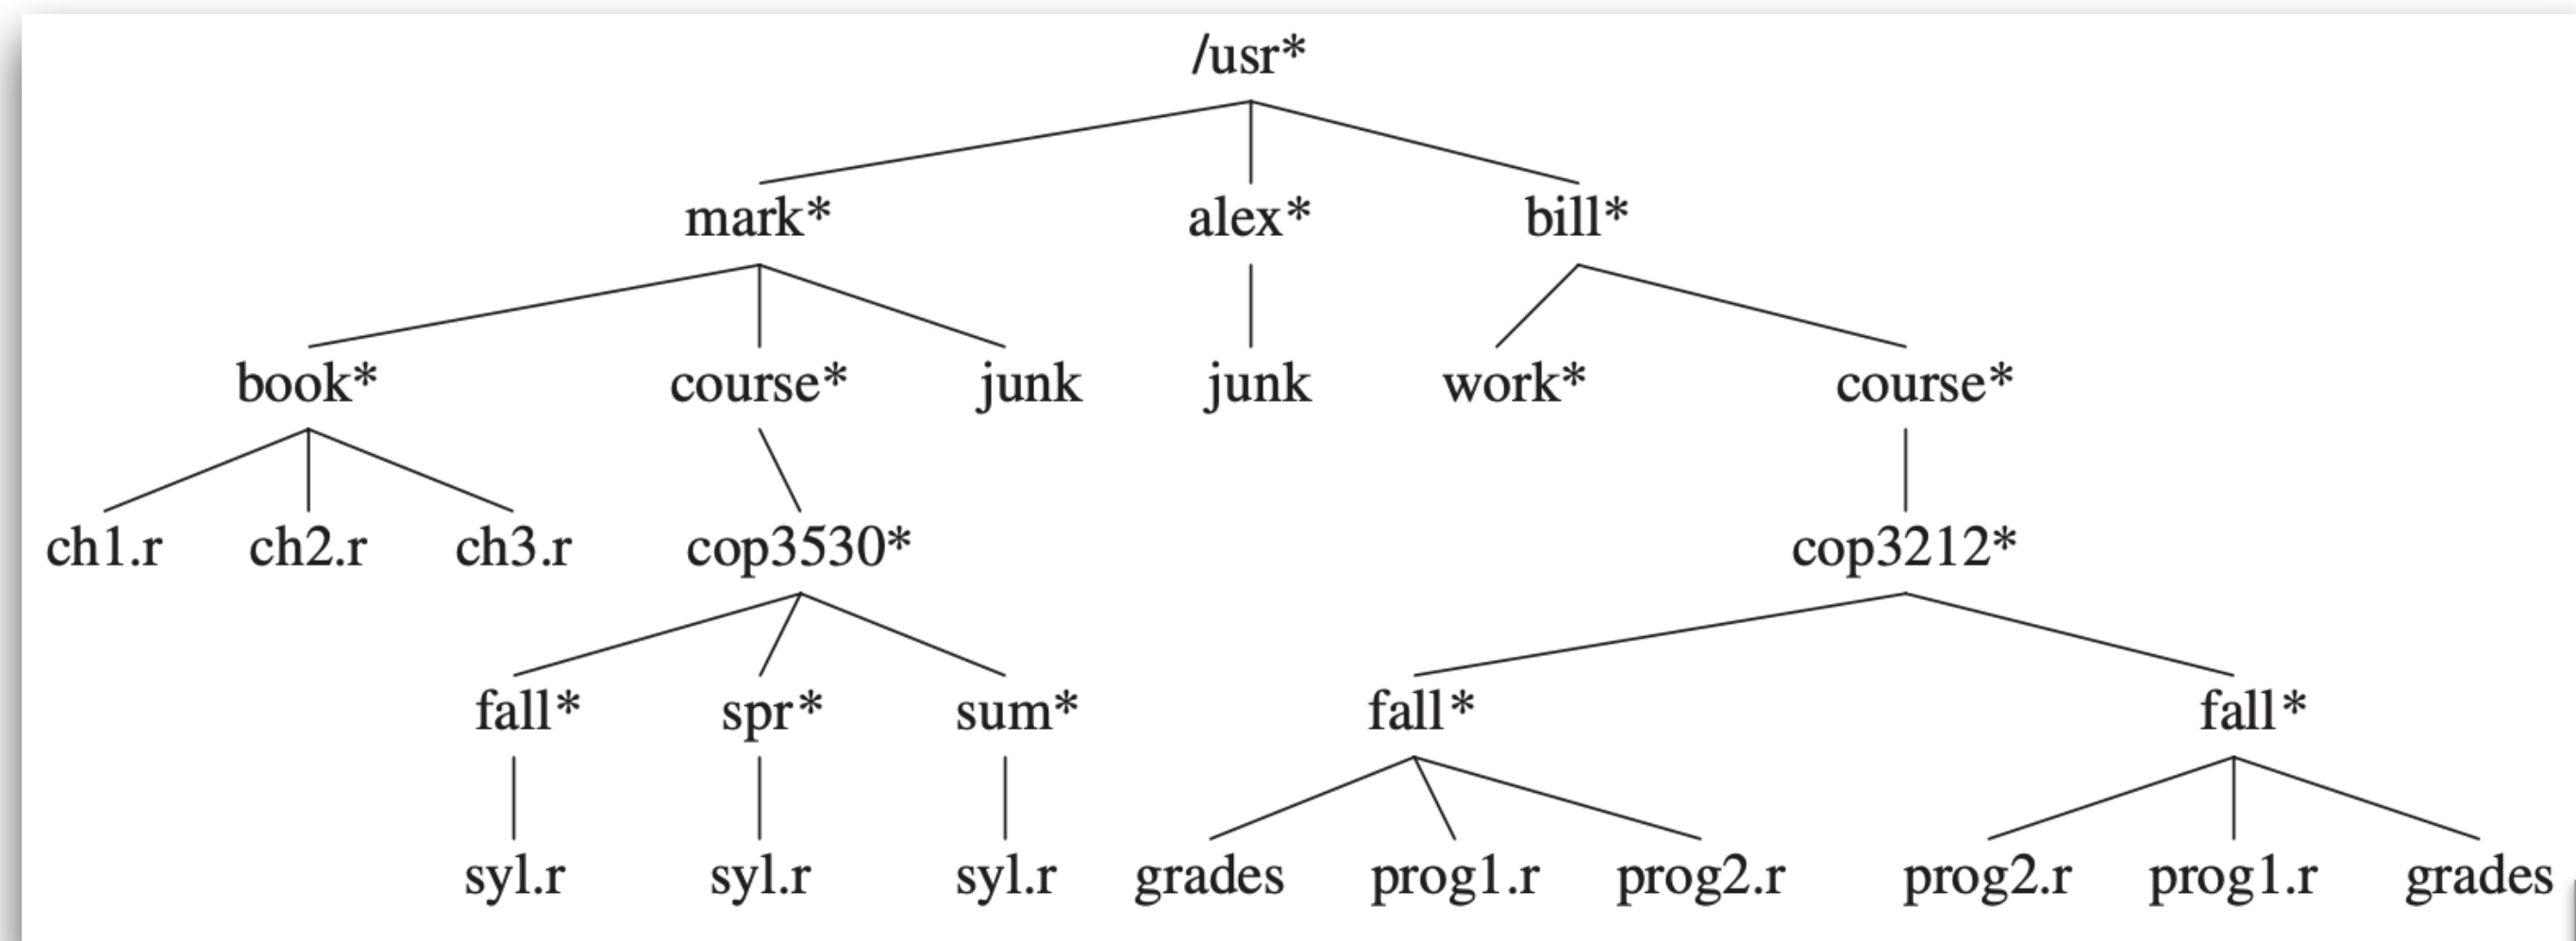 /usr*
mark* alex* bill*
book* course* junk junk work* course*
ch1.r ch2.r ch3.r cop3530* cop3212*
fall* spr* sum* fall* fall*
syl.r syl.r syl.r grades prog1.r prog2.r prog2.r prog1.r grades